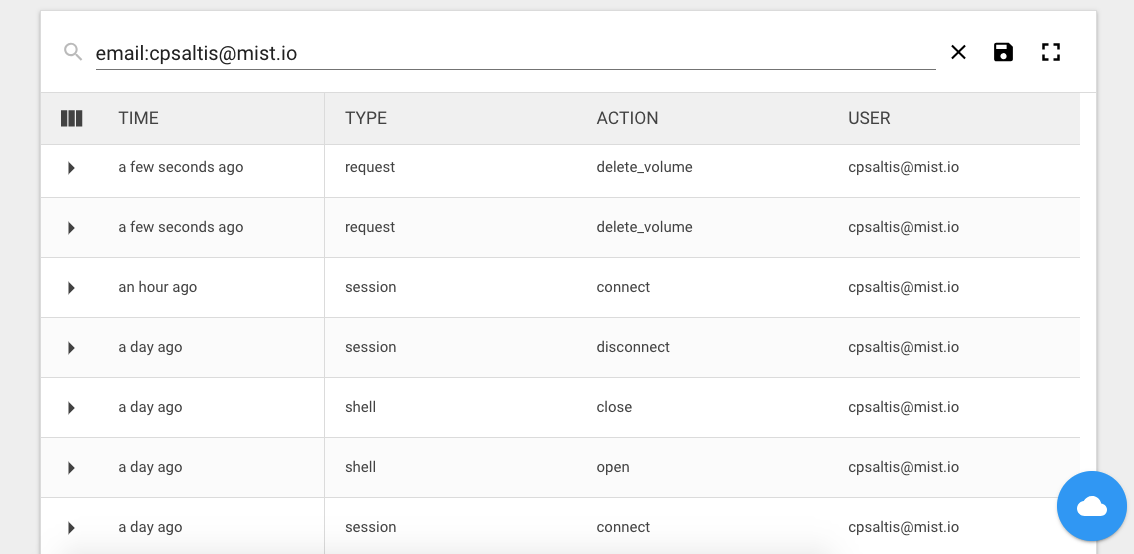 email:cpsaltis@mist.io
TIME TYPE ACTION USER
a few seconds ago request delete_volume cpsaltis@mist.io
a few seconds ago request delete_volume cpsaltis@mist.io
an hour ago session connect cpsaltis@mist.io
a day ago session disconnect cpsaltis@mist.io
a day ago shell close cpsaltis@mist.io
a day ago shell open cpsaltis@mist.io
a day ago session connect cpsaltis@mist.io